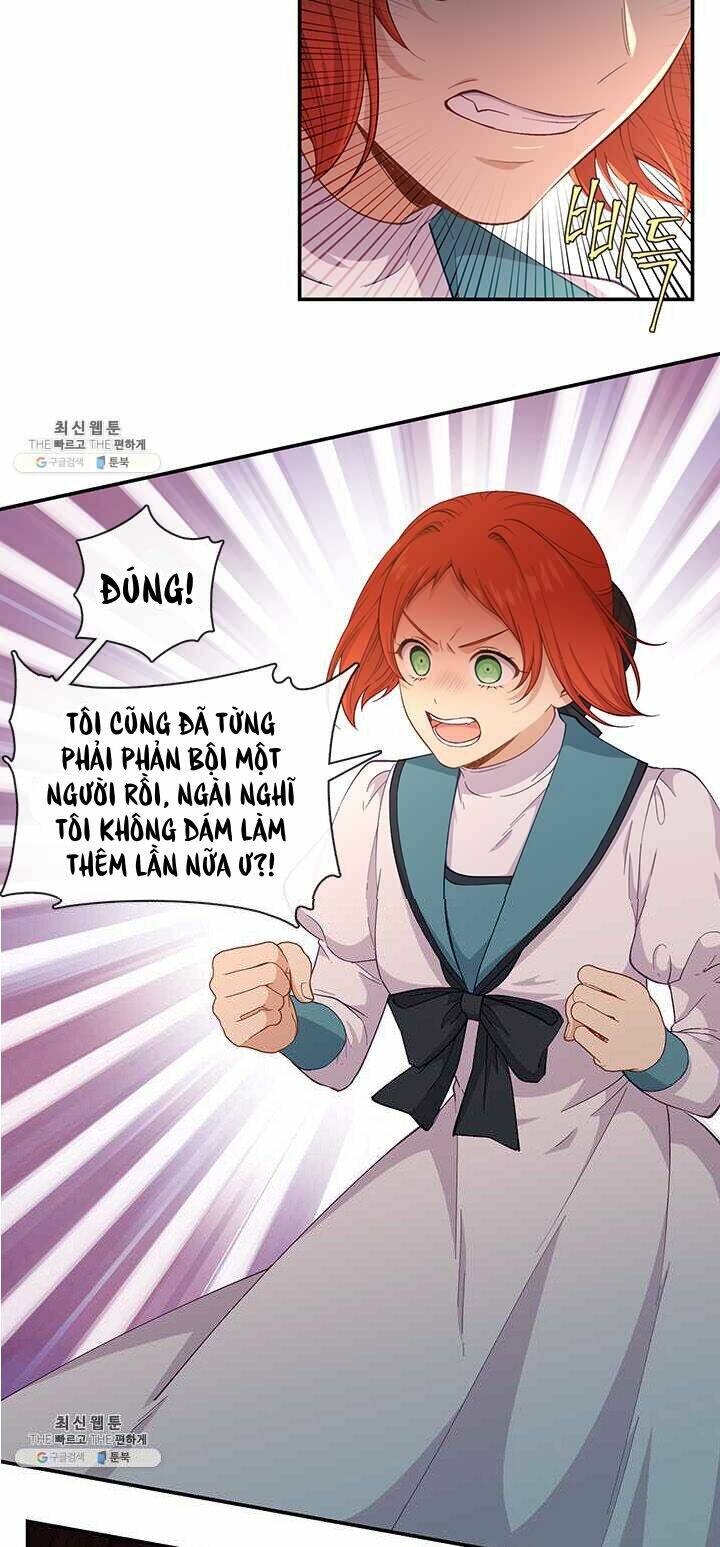 빠득
최신웹툰
THE 빠르고 THE 편하게
G 구글검색 툰북
ĐÚNG!
TÔI CŨNG ĐÃ TỪNG
PHẢI PHẢN BỘI MỘT
NGƯỜI RỒI, NGÀI NGHĨ
TÔI KHÔNG DÁM LÀM
THÊM LẦN NỮA Ư?!
최신웹툰
THE 빠르고 THE 편하게
G 구글검색 툰북